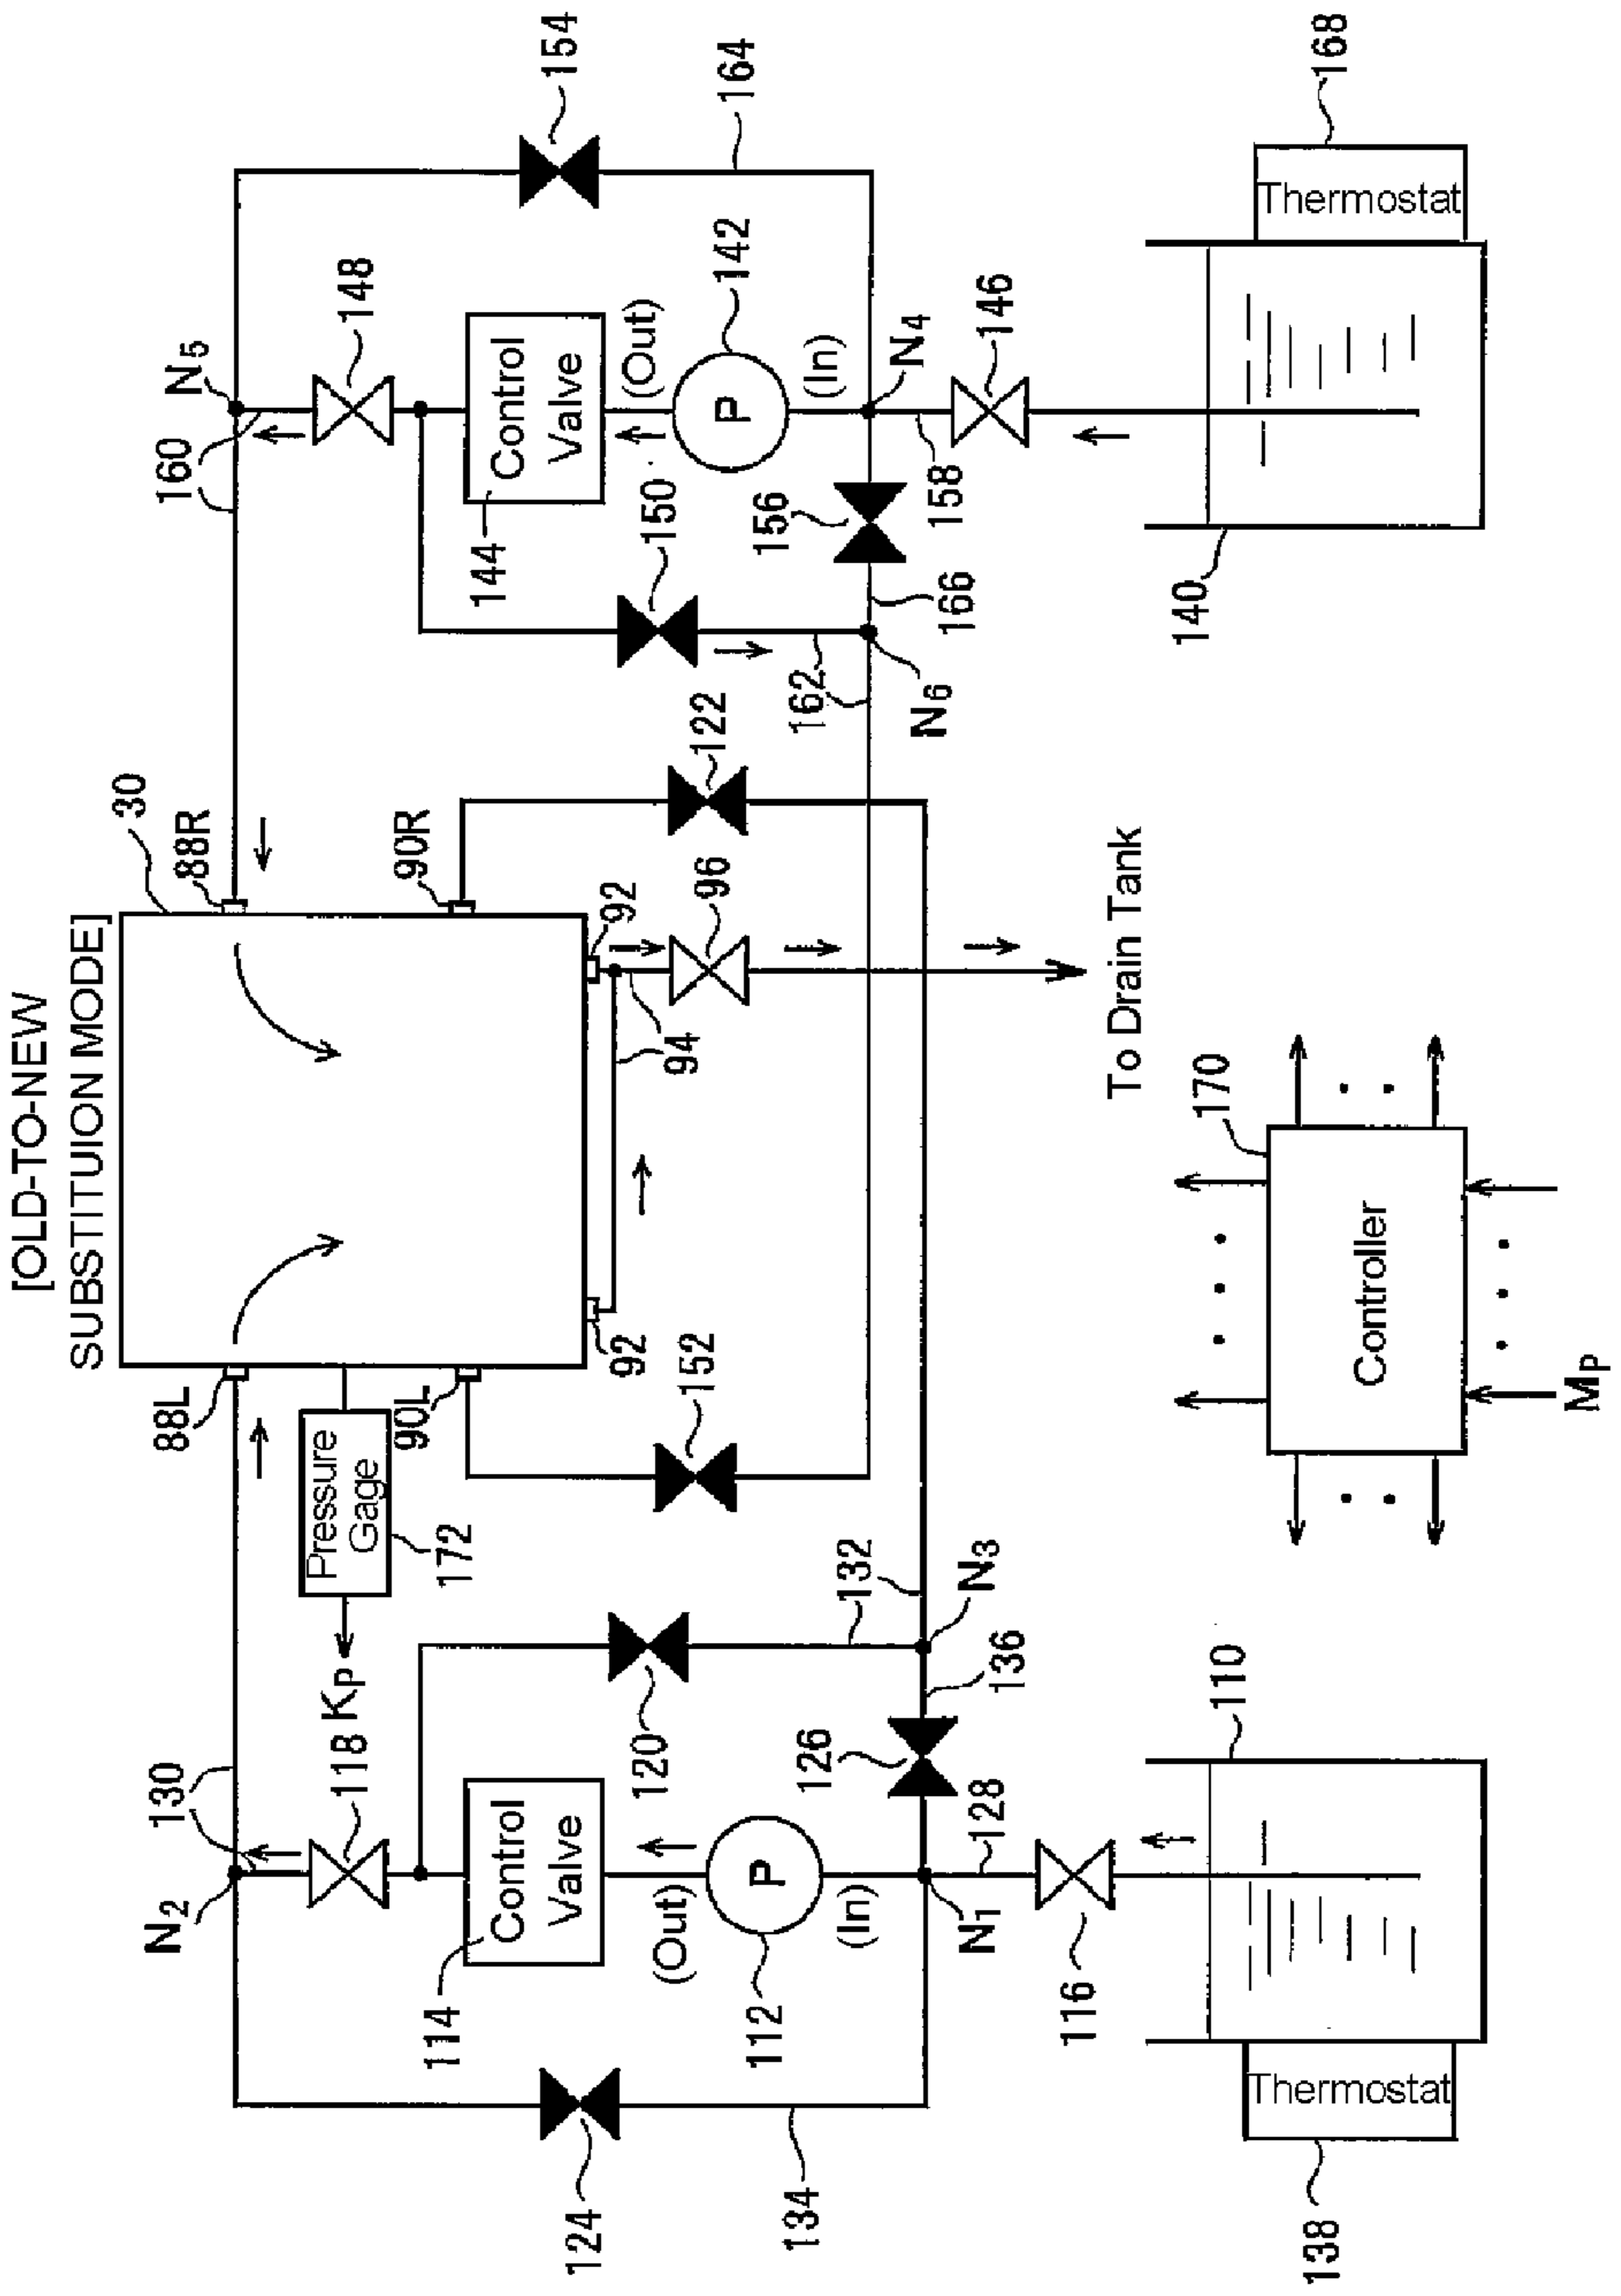 [OLD-TO-NEW
SUBSTITUION MODE]
N2
130
118
KP
Pressure
Gage
172
88L
90L
30
88R
90R
160
N5
148
154
124
134
114
Control
Valve
(Out)
P
112
(In)
120
132
152
92
92
94
96
122
150
162
144
Control
Valve
(Out)
P
142
(In)
164
N1
128
126
136
N3
N6
166
156
158
N4
146
116
To Drain Tank
138
Thermostat
110
Controller
170
MP
140
Thermostat
168